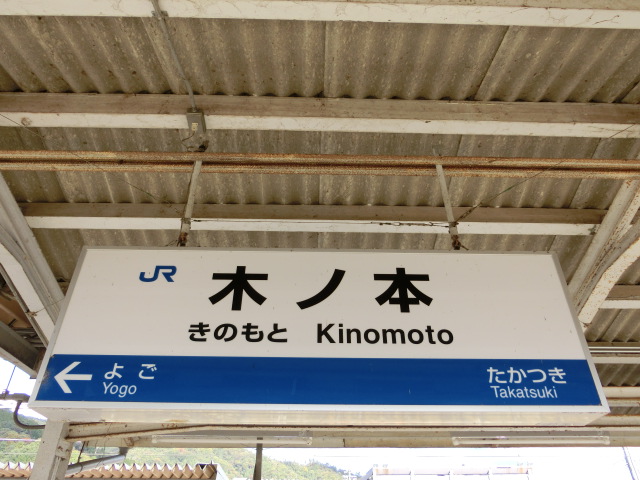 JR 木ノ本
きのもと Kinomoto
← よご たかつき
Yogo Takatsuki